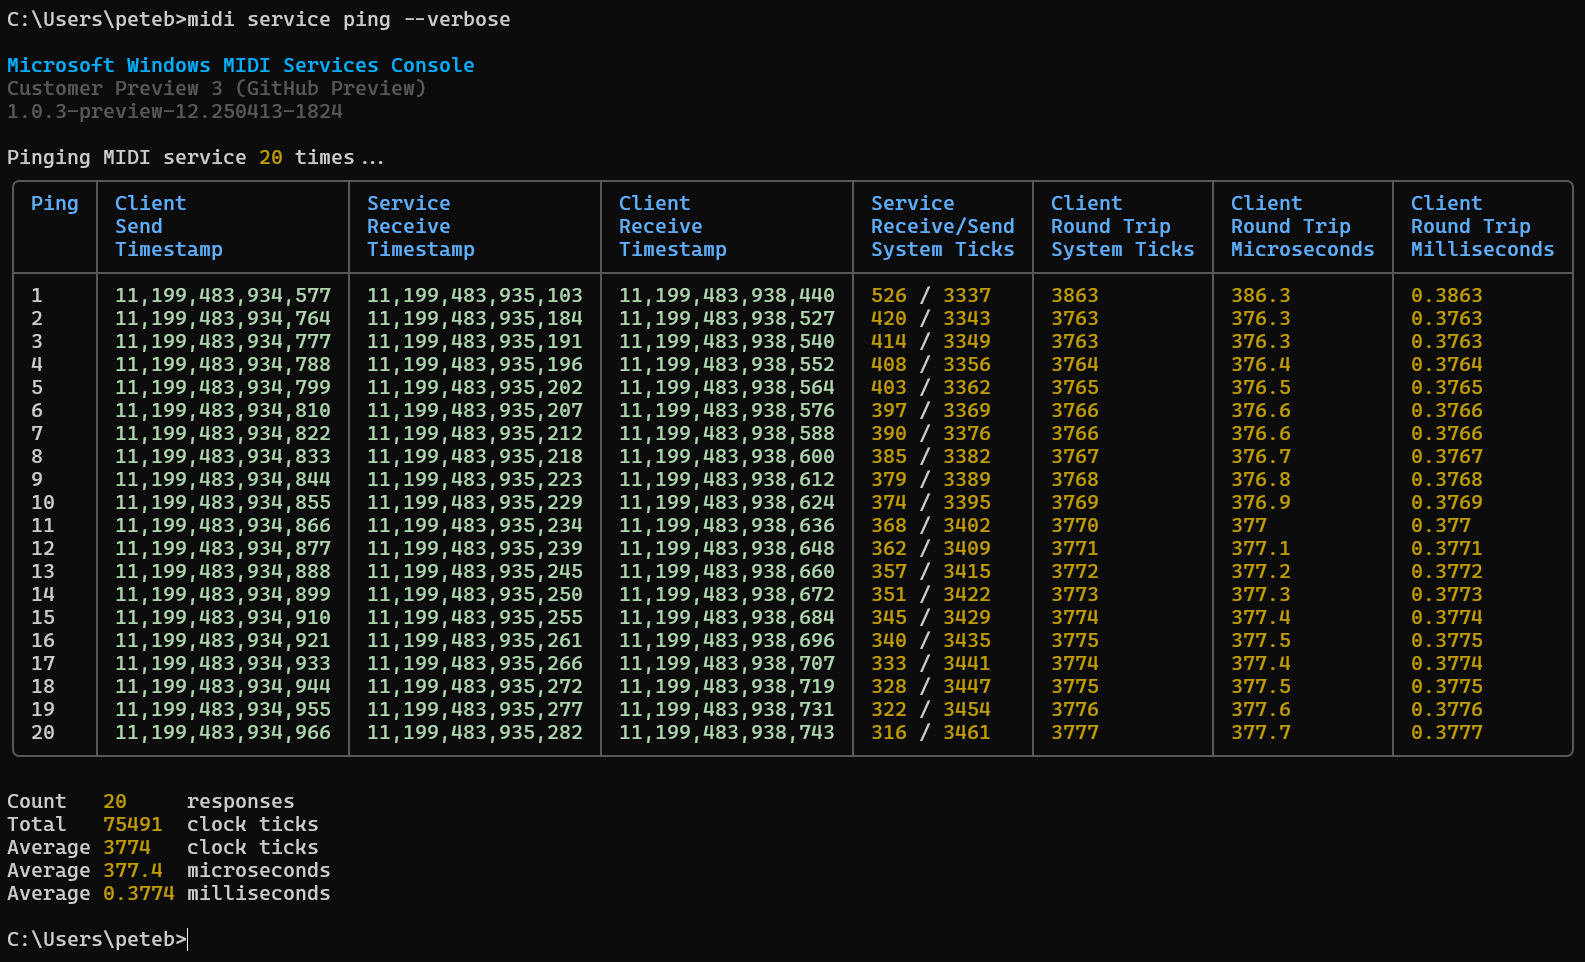 C:\Users\peteb>midi service ping --verbose
Microsoft Windows MIDI Services Console
Customer Preview 3 (GitHub Preview)
1.0.3-preview-12.250413-1824
Pinging MIDI service 20 times...
Ping Client Service Client Service Client Client Client
Send Receive Receive Receive/Send Round Trip Round Trip Round Trip
Timestamp Timestamp Timestamp System Ticks System Ticks Microseconds Milliseconds
1 11,199,483,934,577 11,199,483,935,103 11,199,483,938,440 526 / 3337 3863 386.3 0.3863
2 11,199,483,934,764 11,199,483,935,184 11,199,483,938,527 420 / 3343 3763 376.3 0.3763
3 11,199,483,934,777 11,199,483,935,191 11,199,483,938,540 414 / 3349 3763 376.3 0.3763
4 11,199,483,934,788 11,199,483,935,196 11,199,483,938,552 408 / 3356 3764 376.4 0.3764
5 11,199,483,934,799 11,199,483,935,202 11,199,483,938,564 403 / 3362 3765 376.5 0.3765
6 11,199,483,934,810 11,199,483,935,207 11,199,483,938,576 397 / 3369 3766 376.6 0.3766
7 11,199,483,934,822 11,199,483,935,212 11,199,483,938,588 390 / 3376 3766 376.6 0.3766
8 11,199,483,934,833 11,199,483,935,218 11,199,483,938,600 385 / 3382 3767 376.7 0.3767
9 11,199,483,934,844 11,199,483,935,223 11,199,483,938,612 379 / 3389 3768 376.8 0.3768
10 11,199,483,934,855 11,199,483,935,229 11,199,483,938,624 374 / 3395 3769 376.9 0.3769
11 11,199,483,934,866 11,199,483,935,234 11,199,483,938,636 368 / 3402 3770 377 0.377
12 11,199,483,934,877 11,199,483,935,239 11,199,483,938,648 362 / 3409 3771 377.1 0.3771
13 11,199,483,934,888 11,199,483,935,245 11,199,483,938,660 357 / 3415 3772 377.2 0.3772
14 11,199,483,934,899 11,199,483,935,250 11,199,483,938,672 351 / 3422 3773 377.3 0.3773
15 11,199,483,934,910 11,199,483,935,255 11,199,483,938,684 345 / 3429 3774 377.4 0.3774
16 11,199,483,934,921 11,199,483,935,261 11,199,483,938,696 340 / 3435 3775 377.5 0.3775
17 11,199,483,934,933 11,199,483,935,266 11,199,483,938,707 333 / 3441 3774 377.4 0.3774
18 11,199,483,934,944 11,199,483,935,272 11,199,483,938,719 328 / 3447 3775 377.5 0.3775
19 11,199,483,934,955 11,199,483,935,277 11,199,483,938,731 322 / 3454 3776 377.6 0.3776
20 11,199,483,934,966 11,199,483,935,282 11,199,483,938,743 316 / 3461 3777 377.7 0.3777
Count 20 responses
Total 75491 clock ticks
Average 3774 clock ticks
Average 377.4 microseconds
Average 0.3774 milliseconds
C:\Users\peteb>